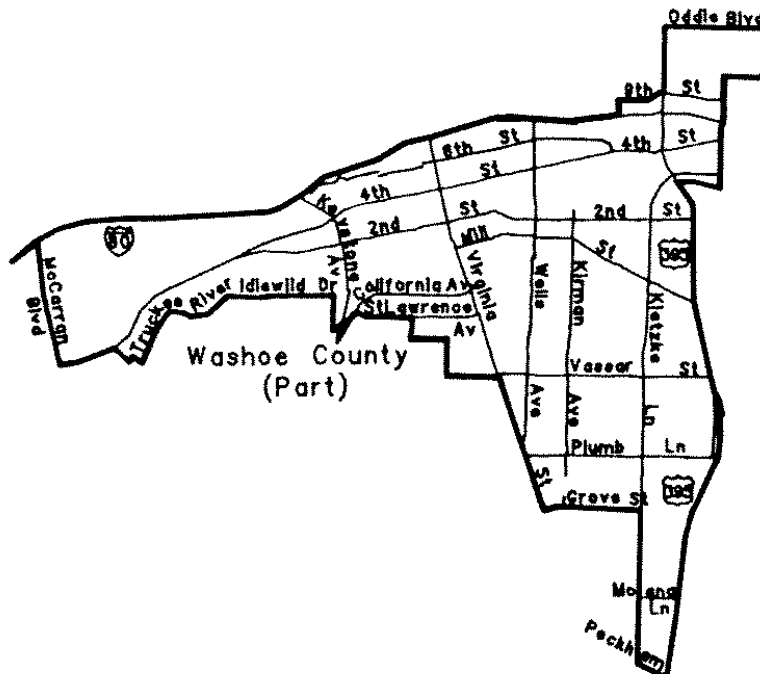 Oddie Blvd
9th St
6th St
4th St
4th St
Keystone Av
2nd St
2nd St
80
Mill St
395
McCarran Blvd
Truckee River
Idlewild Dr
California Av
St Lawrence Av
Virginia St
Wells Ave
Kirman Ave
Kietzke Ln
Washoe County
(Part)
Vassar St
Plumb Ln
395
Grove St
Moana Ln
Peckham